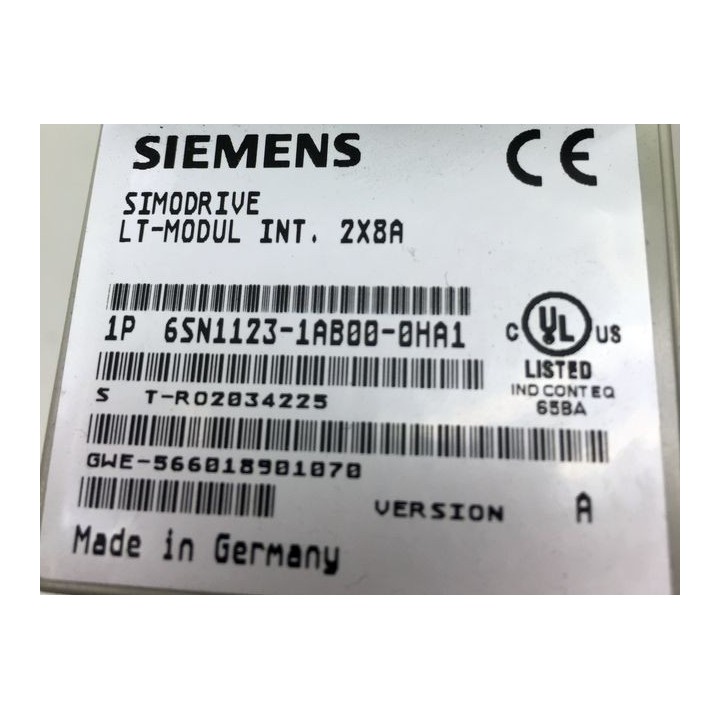 SIEMENS
CE
SIMODRIVE
LT-MODUL INT. 2X8A
1P 6SN1123-1AB00-0HA1
C UL US
LISTED
IND CONT EQ
65BA
S T-R02034225
GWE-566018901070
VERSION A
Made in Germany